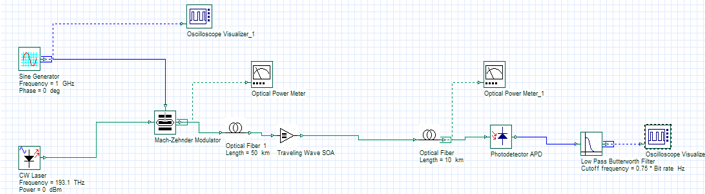 Oscilloscope Visualizer_1
Sine Generator
Frequency = 1 GHz
Phase = 0 deg
Optical Power Meter
Optical Power Meter_1
Mach-Zehnder Modulator
Optical Fiber 1
Length = 50 km
Traveling Wave SOA
Optical Fiber
Length = 10 km
Photodetector APD
Low Pass Butterworth Filter
Cutoff frequency = 0.75 * Bit rate Hz
Oscilloscope Visualize
CW Laser
Frequency = 193.1 THz
Power = 0 dBm